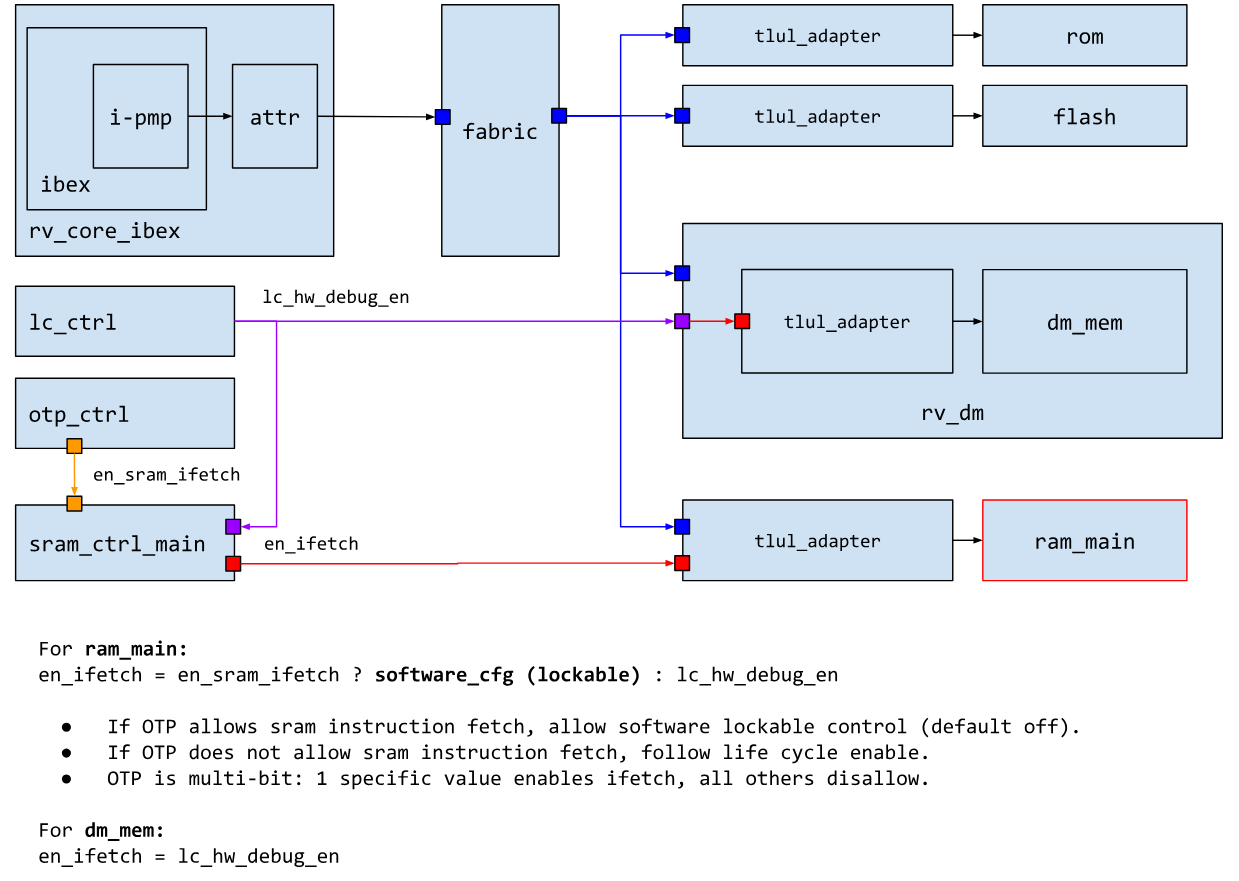 tlul_adapter
rom
i-pmp
attr
fabric
tlul_adapter
flash
ibex
rv_core_ibex
lc_hw_debug_en
lc_ctrl
tlul_adapter
dm_mem
otp_ctrl
rv_dm
en_sram_ifetch
sram_ctrl_main
en_ifetch
tlul_adapter
ram_main
For ram_main:
en_ifetch = en_sram_ifetch ? software_cfg (lockable) : lc_hw_debug_en
● If OTP allows sram instruction fetch, allow software lockable control (default off).
● If OTP does not allow sram instruction fetch, follow life cycle enable.
● OTP is multi-bit: 1 specific value enables ifetch, all others disallow.
For dm_mem:
en_ifetch = lc_hw_debug_en